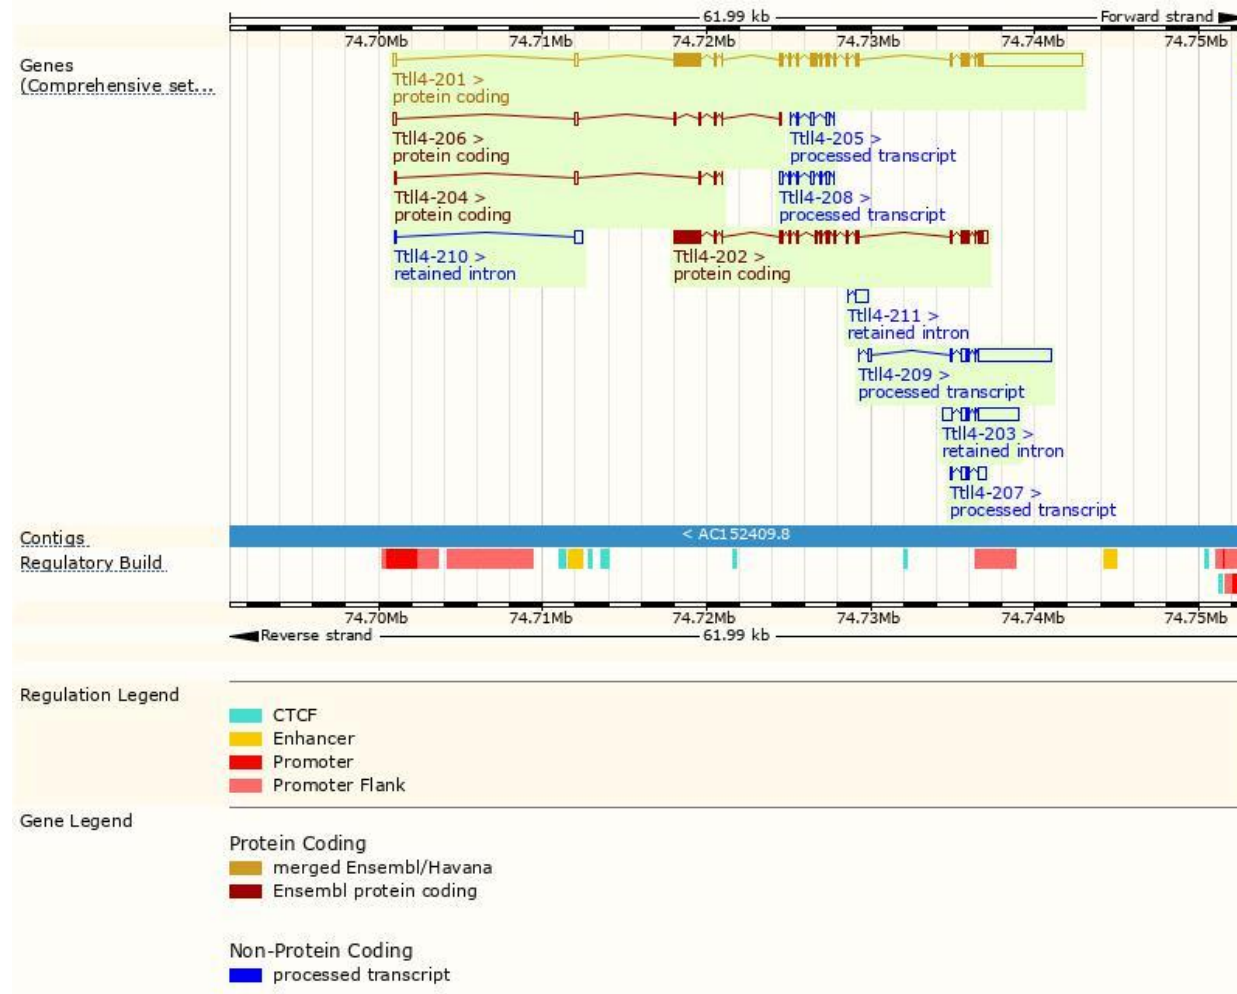 61.99 kb Forward strand
74.70Mb 74.71Mb 74.72Mb 74.73Mb 74.74Mb 74.75Mb
Genes
(Comprehensive set...
Ttll4-201 >
protein coding
Ttll4-206 > Ttll4-205 >
protein coding processed transcript
Ttll4-204 > Ttll4-208 >
protein coding processed transcript
Ttll4-210 > Ttll4-202 >
retained intron protein coding
Ttll4-211 >
retained intron
Ttll4-209 >
processed transcript
Ttll4-203 >
retained intron
Ttll4-207 >
processed transcript
Contigs < AC152409.8
Regulatory Build
74.70Mb 74.71Mb 74.72Mb 74.73Mb 74.74Mb 74.75Mb
Reverse strand 61.99 kb
Regulation Legend
CTCF
Enhancer
Promoter
Promoter Flank
Gene Legend
Protein Coding
merged Ensembl/Havana
Ensembl protein coding
Non-Protein Coding
processed transcript